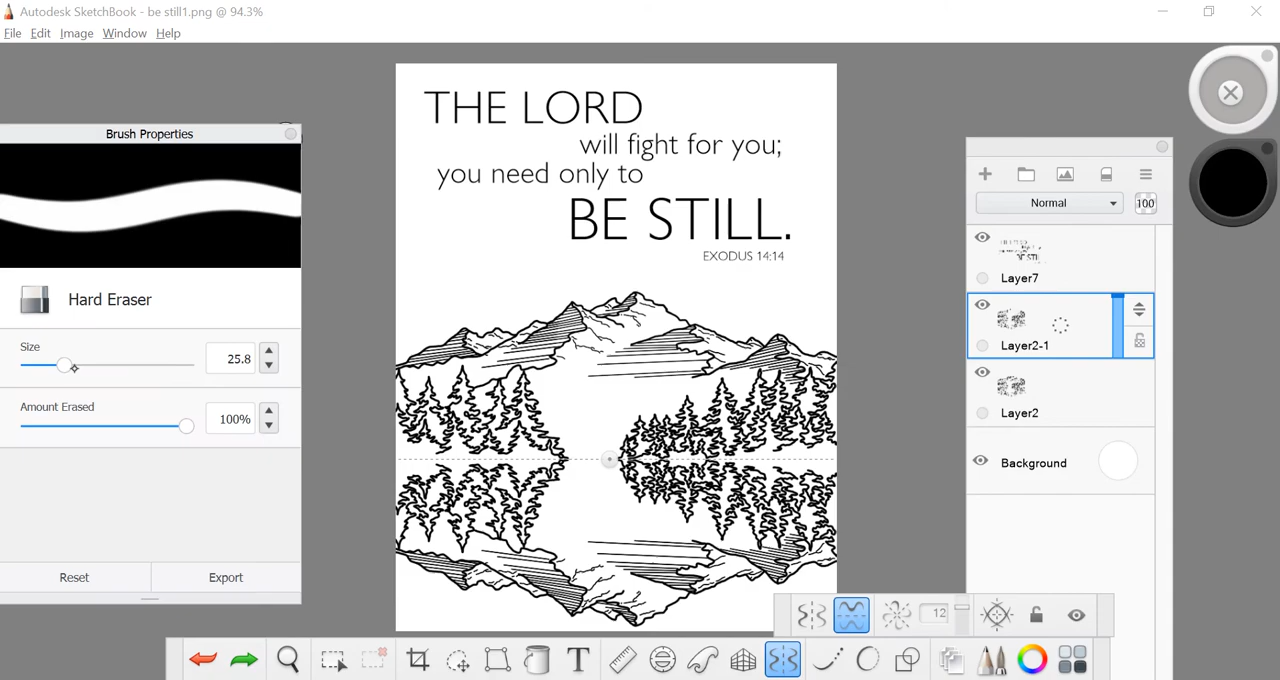 Autodesk SketchBook - be still1.png @ 94.3%
File Edit Image Window Help
Brush Properties
Hard Eraser
Size
25.8
Amount Erased
100%
Reset Export
THE LORD
will fight for you;
you need only to
BE STILL.
EXODUS 14:14
Normal 100
Layer7
Layer2-1
Layer2
Background
12
T